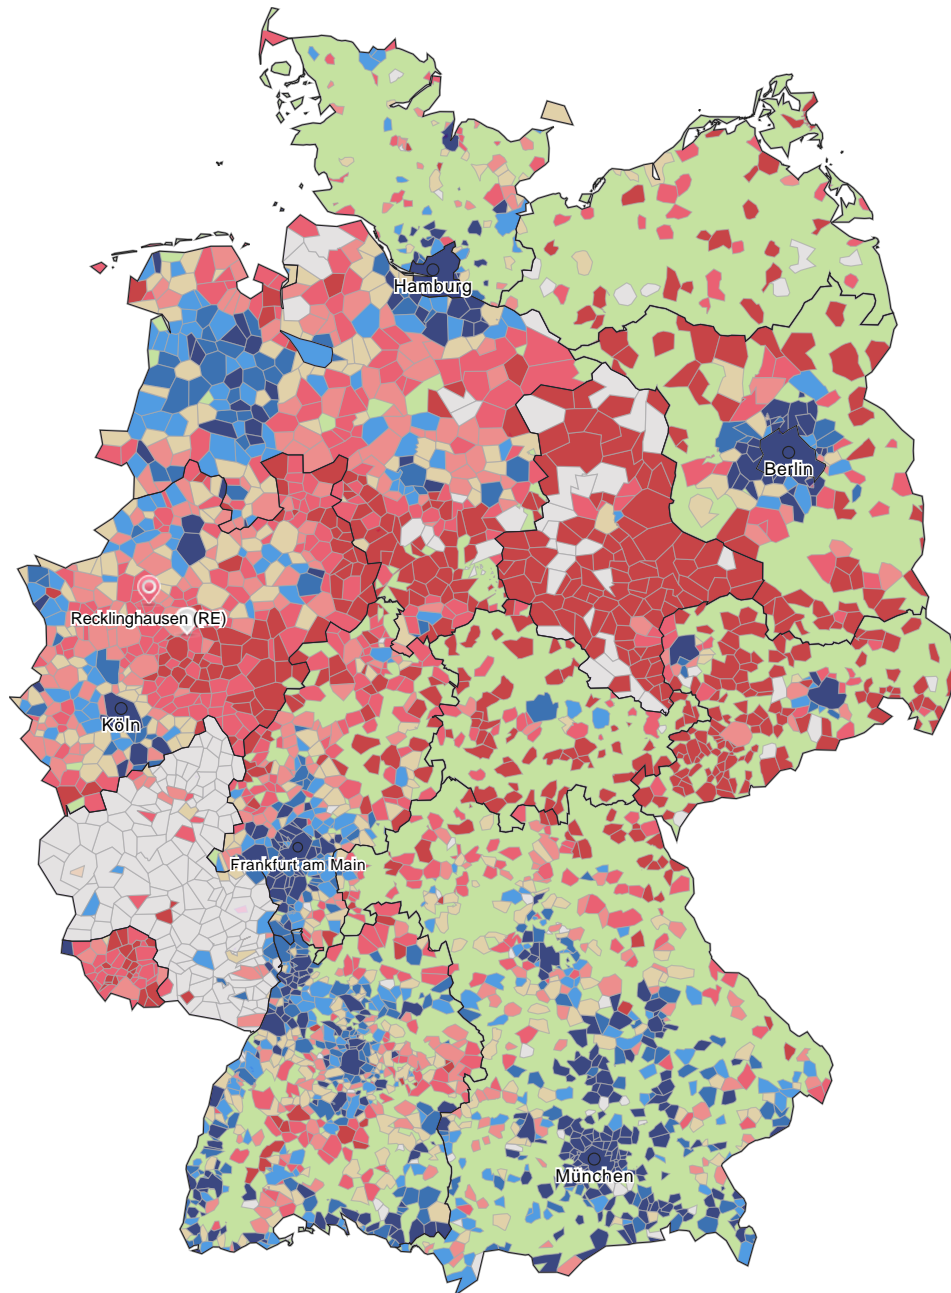 Hamburg
Berlin
Recklinghausen (RE)
Köln
Frankfurt am Main
München